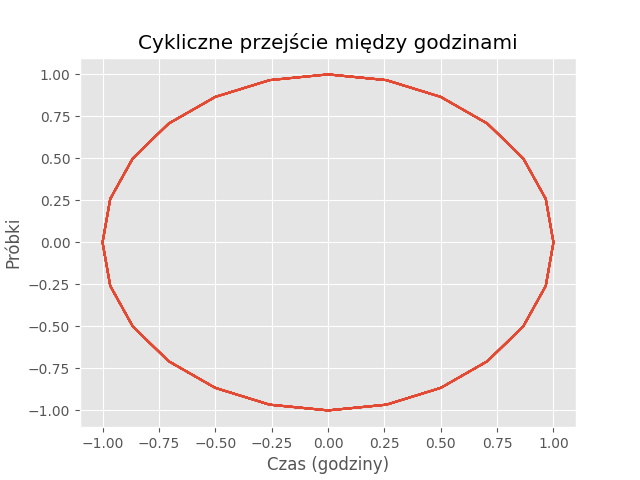 Cykliczne przejście między godzinami
1.00
0.75
0.50
0.25
0.00
−0.25
−0.50
−0.75
−1.00
Próbki
−1.00 −0.75 −0.50 −0.25 0.00 0.25 0.50 0.75 1.00
Czas (godziny)